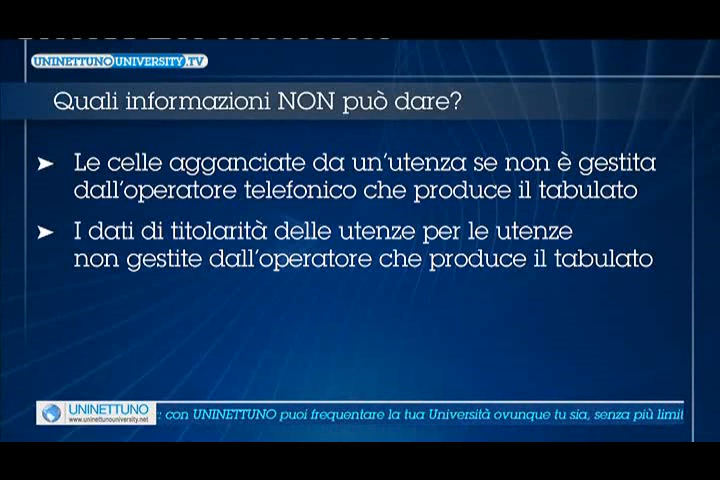 UNINETTUNOUNIVERSITY.TV
Quali informazioni NON può dare?
➤ Le celle agganciate da un'utenza se non è gestita
dall'operatore telefonico che produce il tabulato
➤ I dati di titolarità delle utenze per le utenze
non gestite dall'operatore che produce il tabulato
UNINETTUNO
www.uninettunouniversity.net
: con UNINETTUNO puoi frequentare la tua Università ovunque tu sia, senza più limit